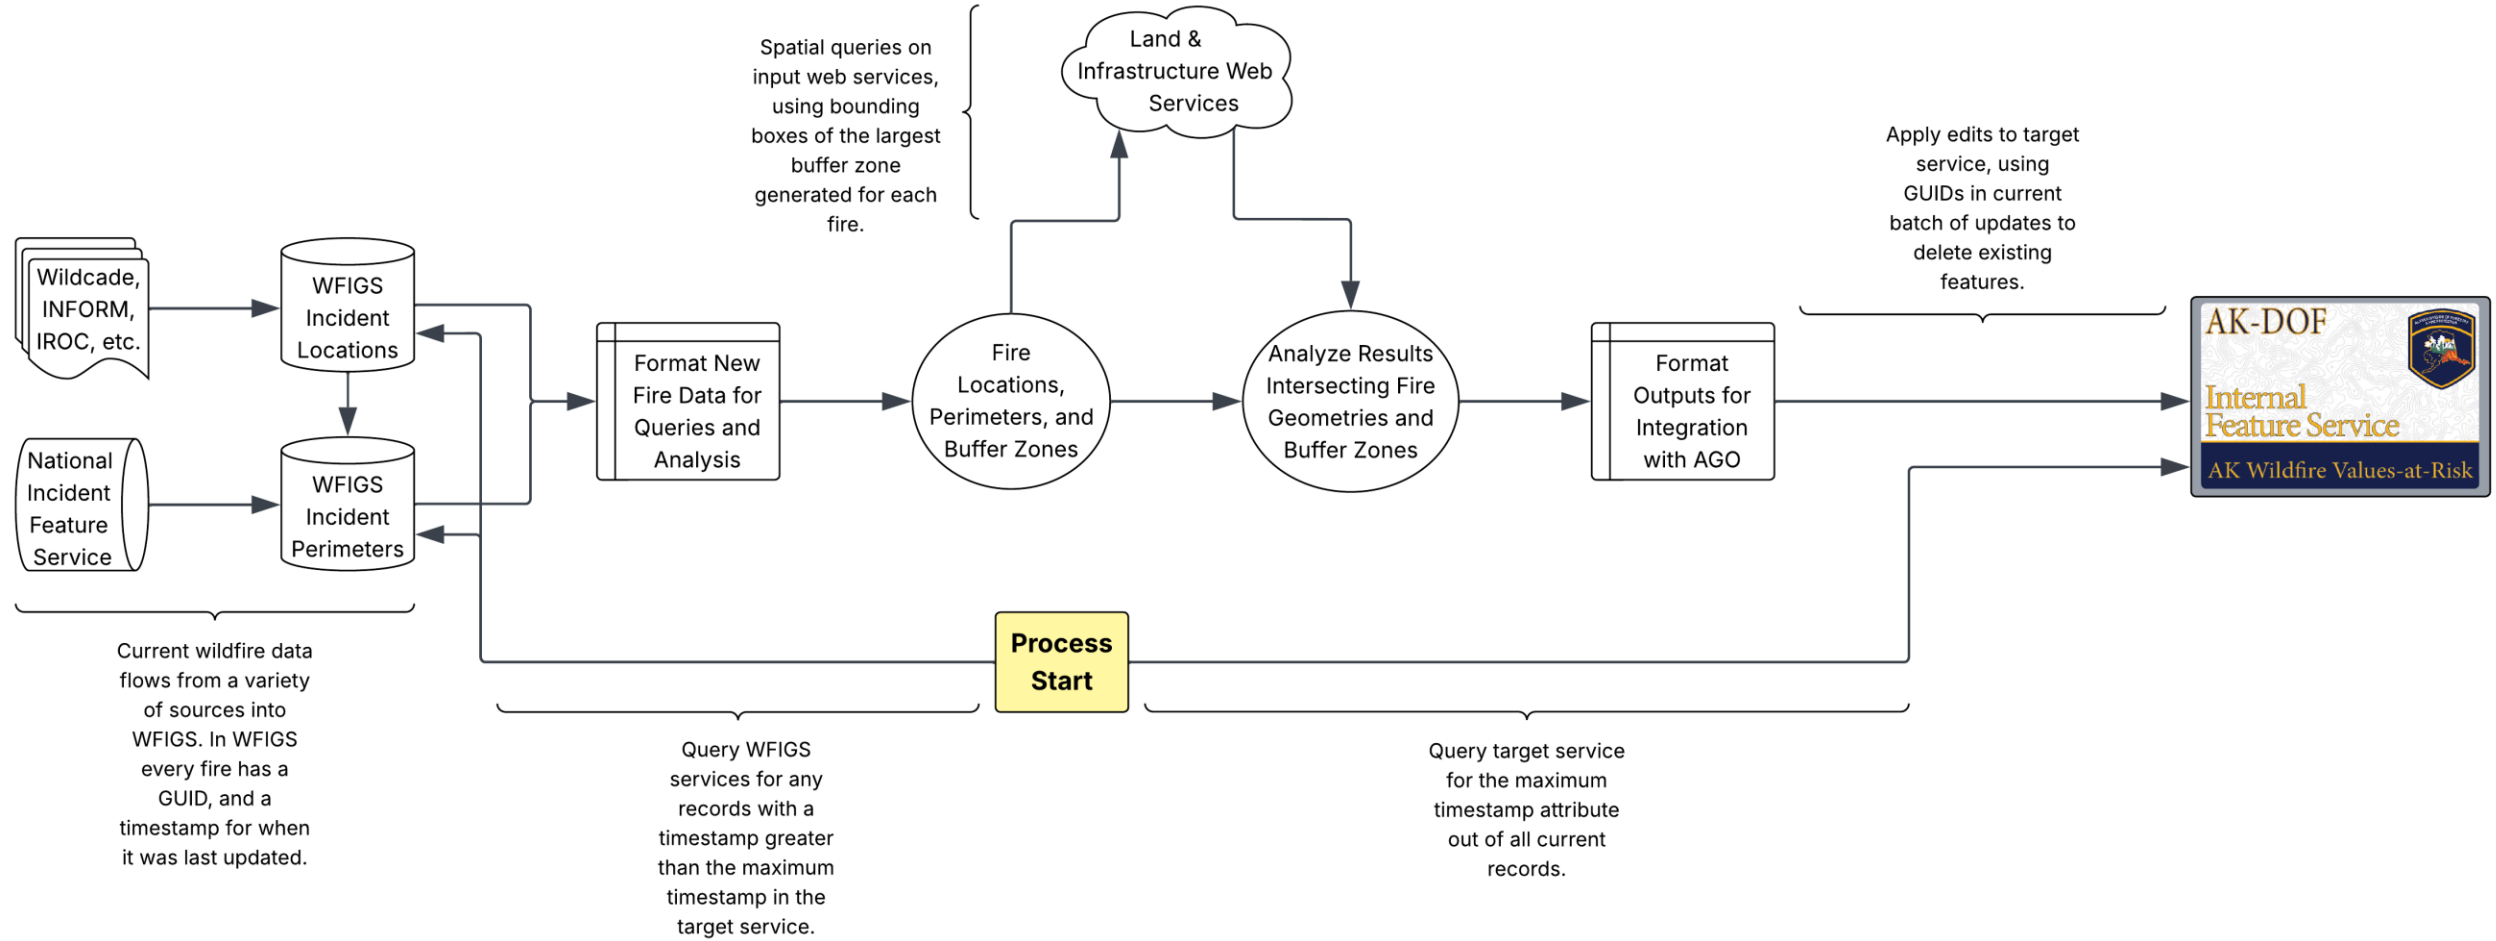 Spatial queries on
input web services,
using bounding
boxes of the largest
buffer zone
generated for each
fire.
Land &
Infrastructure Web
Services
Apply edits to target
service, using
GUIDs in current
batch of updates to
delete existing
features.
Wildcade,
INFORM,
IROC, etc.
WFIGS
Incident
Locations
National
Incident
Feature
Service
WFIGS
Incident
Perimeters
Format New
Fire Data for
Queries and
Analysis
Fire
Locations,
Perimeters, and
Buffer Zones
Analyze Results
Intersecting Fire
Geometries and
Buffer Zones
Format
Outputs for
Integration
with AGO
AK-DOF
Internal
Feature Service
AK Wildfire Values-at-Risk
Process
Start
Current wildfire data
flows from a variety
of sources into
WFIGS. In WFIGS
every fire has a
GUID, and a
timestamp for when
it was last updated.
Query WFIGS
services for any
records with a
timestamp greater
than the maximum
timestamp in the
target service.
Query target service
for the maximum
timestamp attribute
out of all current
records.